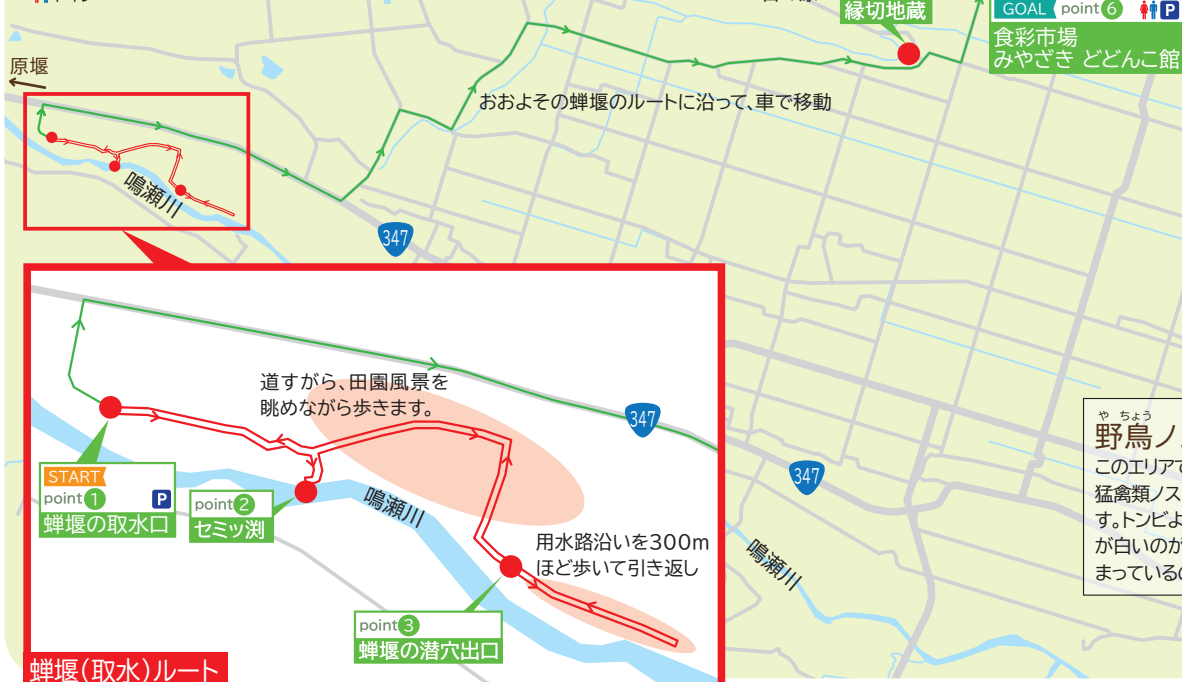 縁切地蔵
GOAL point 6 P
食彩市場
みやざき どどんこ館
原堰
おおよその蝉堰のルートに沿って、車で移動
鳴瀬川
347
道すがら、田園風景を
眺めながら歩きます。
347
START
point 1 P
蝉堰の取水口
point 2
セミッ渕
鳴瀬川
用水路沿いを300m
ほど歩いて引き返し
point 3
蝉堰の潜穴出口
蝉堰(取水)ルート
347
鳴瀬川
や ちょう
野鳥ノ
このエリアで
猛禽類ノス
す。トンビよ
が白いのが
まっているの